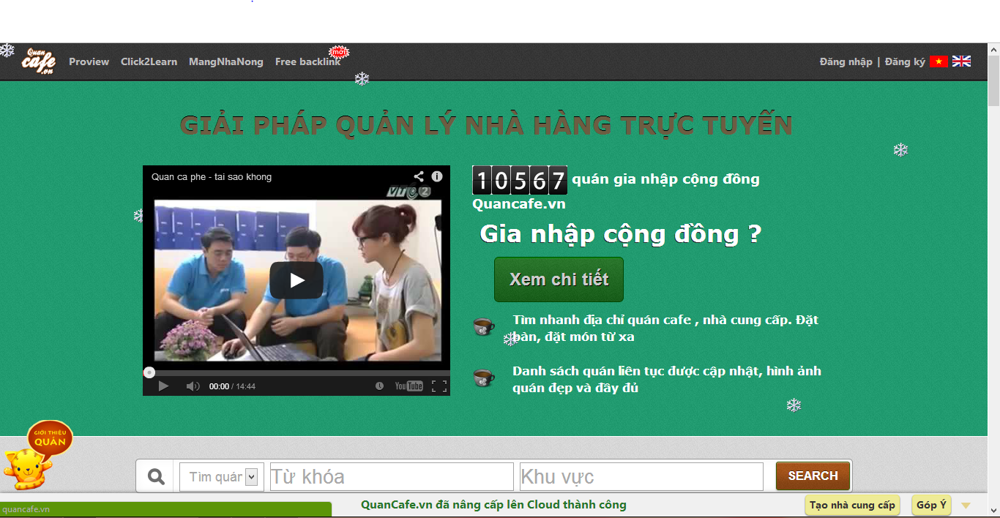 Quan cafe .vn
Proview Click2Learn MangNhaNong Free backlink mới
Đăng nhập | Đăng ký
GIẢI PHÁP QUẢN LÝ NHÀ HÀNG TRỰC TUYẾN
Quan ca phe - tai sao khong
VTC 2
00:00 / 14:44
YouTube
10567 quán gia nhập cộng đồng
Quancafe.vn
Gia nhập cộng đồng ?
Xem chi tiết
Tìm nhanh địa chỉ quán cafe , nhà cung cấp. Đặt
bàn, đặt món từ xa
Danh sách quán liên tục được cập nhật, hình ảnh
quán đẹp và đầy đủ
GIỚI THIỆU
QUÁN
Tìm quán Từ khóa Khu vực SEARCH
quancafe.vn
QuanCafe.vn đã nâng cấp lên Cloud thành công
Tạo nhà cung cấp Góp Ý